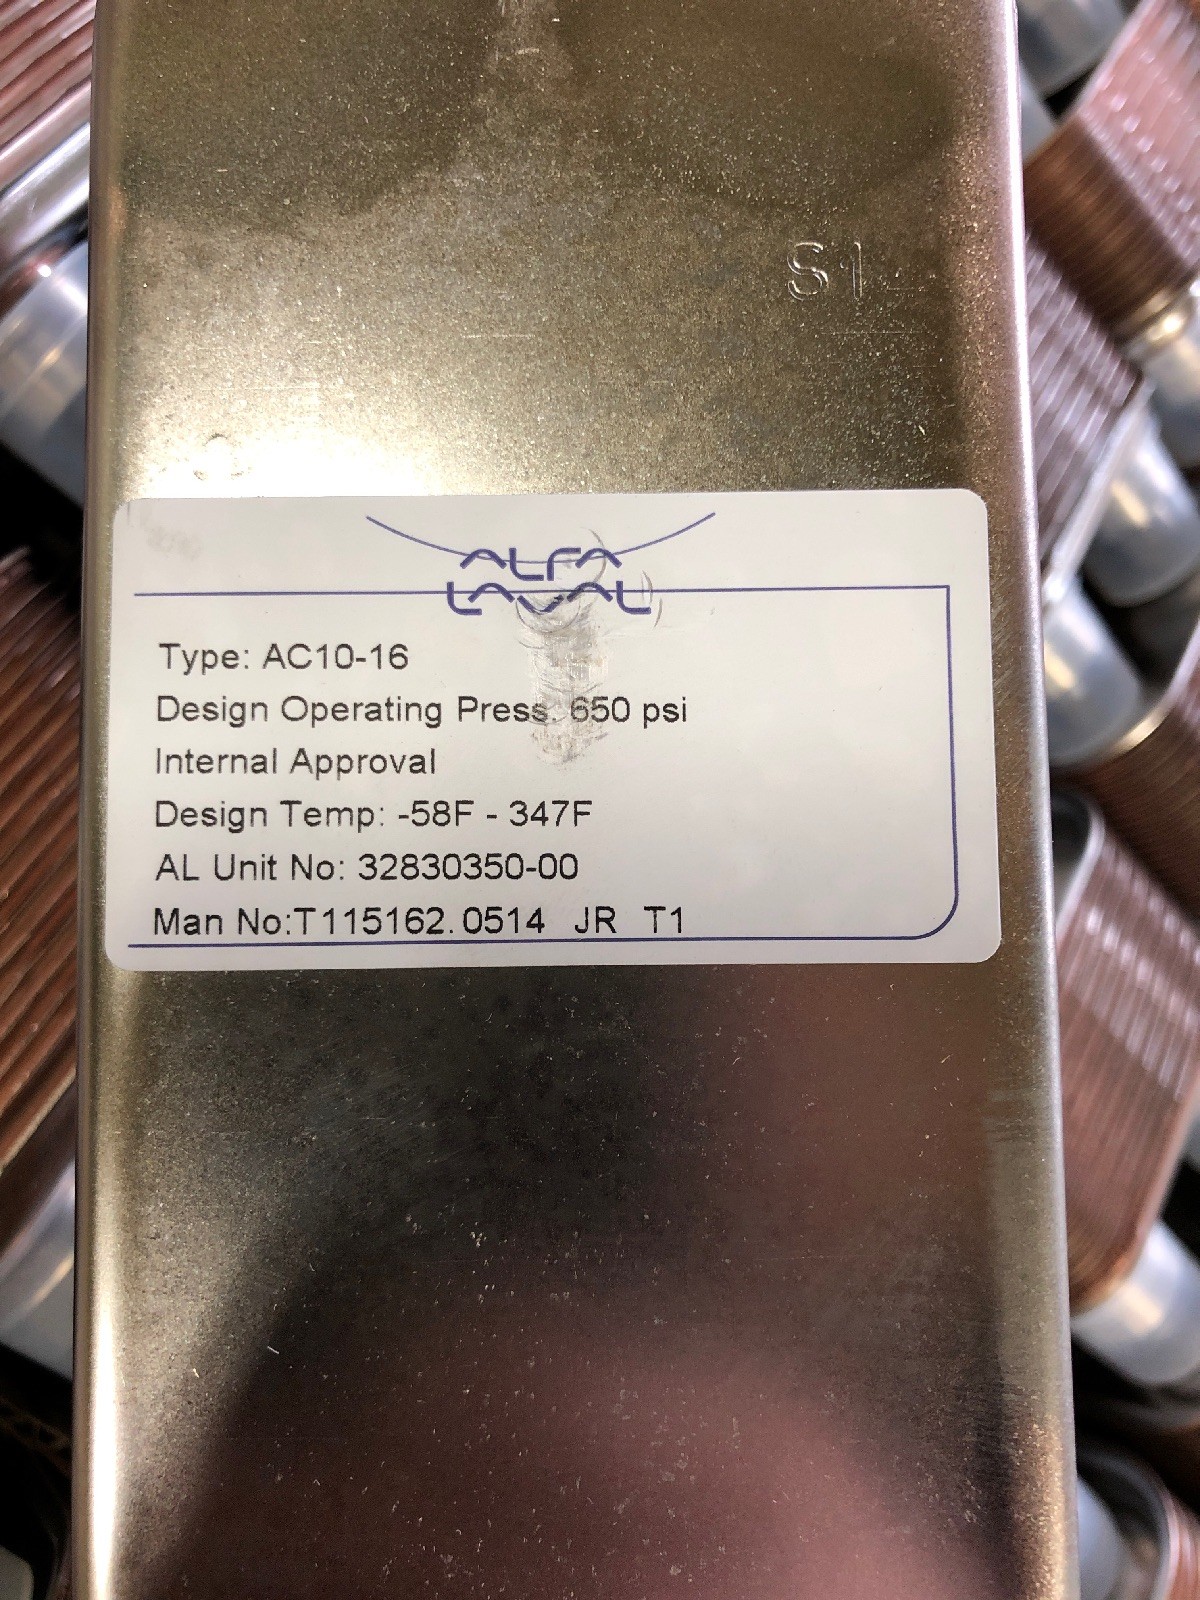 S1
ALFA
LAVAL
Type: AC10-16
Design Operating Press: 650 psi
Internal Approval
Design Temp: -58F - 347F
AL Unit No: 32830350-00
Man No:T115162.0514 JR T1